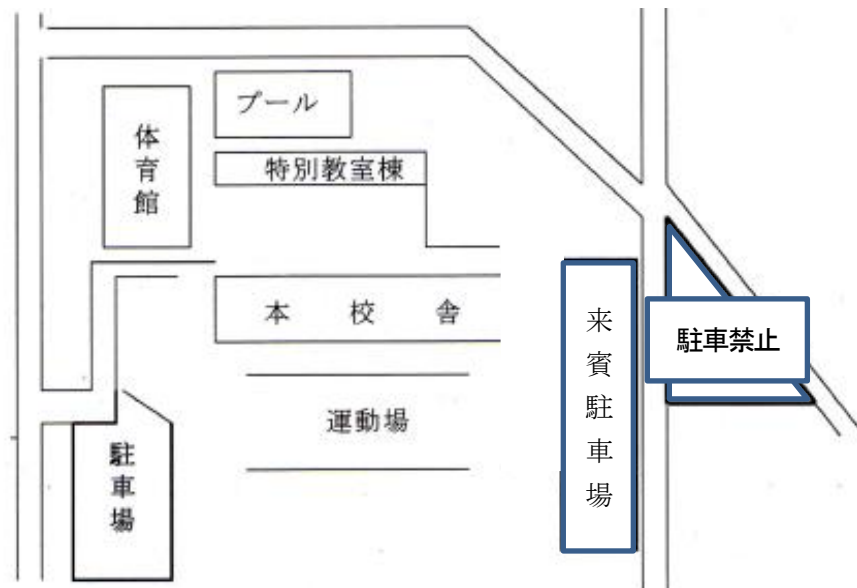 プール
体育館
特別教室棟
本校舎
来賓駐車場
駐車禁止
運動場
駐車場